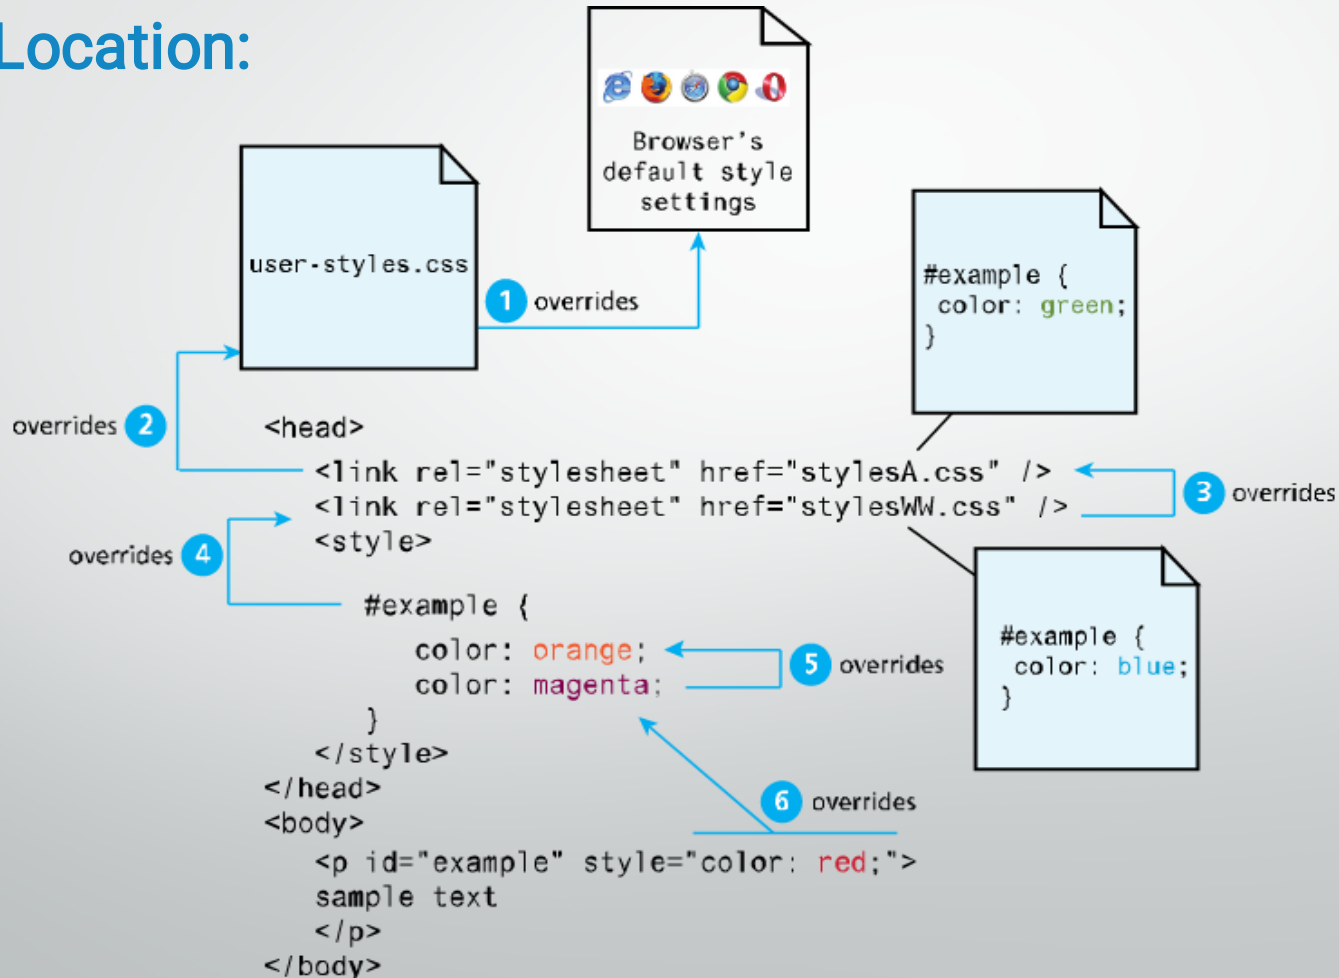 Location:
Browser's
default style
settings
user-styles.css
1 overrides
#example {
color: green;
}
overrides 2
<head>
<link rel="stylesheet" href="stylesA.css" />
<link rel="stylesheet" href="stylesWW.css" />
3 overrides
<style>
overrides 4
#example {
color: orange;
color: magenta;
}
5 overrides
#example {
color: blue;
}
</style>
</head>
6 overrides
<body>
<p id="example" style="color: red;">
sample text
</p>
</body>